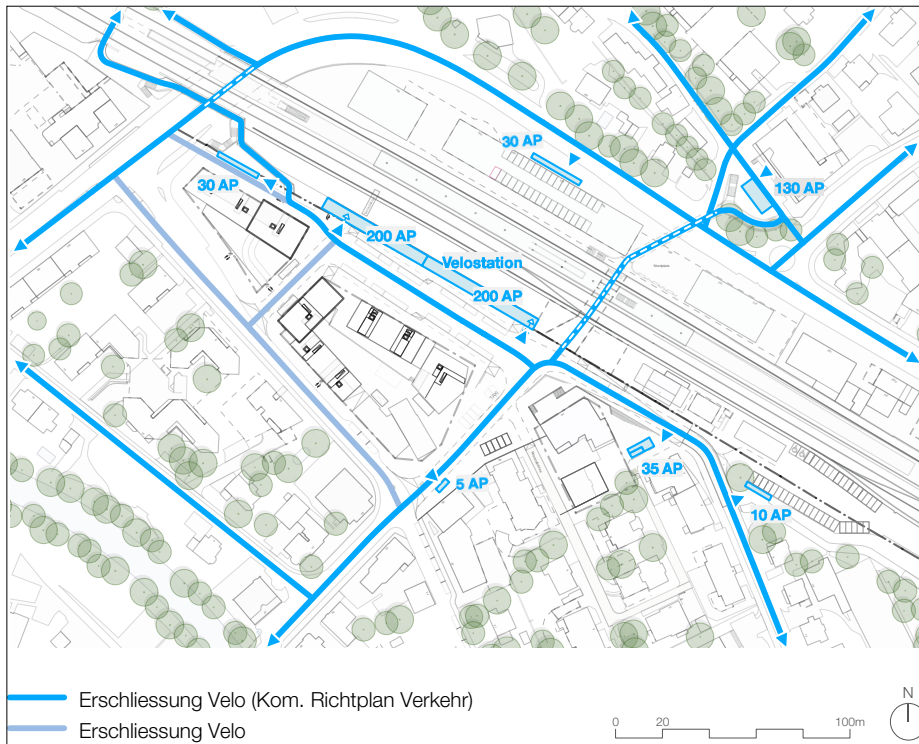 30 AP
130 AP
30 AP
200 AP
Velostation
200 AP
35 AP
5 AP
10 AP
Erschliessung Velo (Kom. Richtplan Verkehr)
Erschliessung Velo
0 20 100m
N